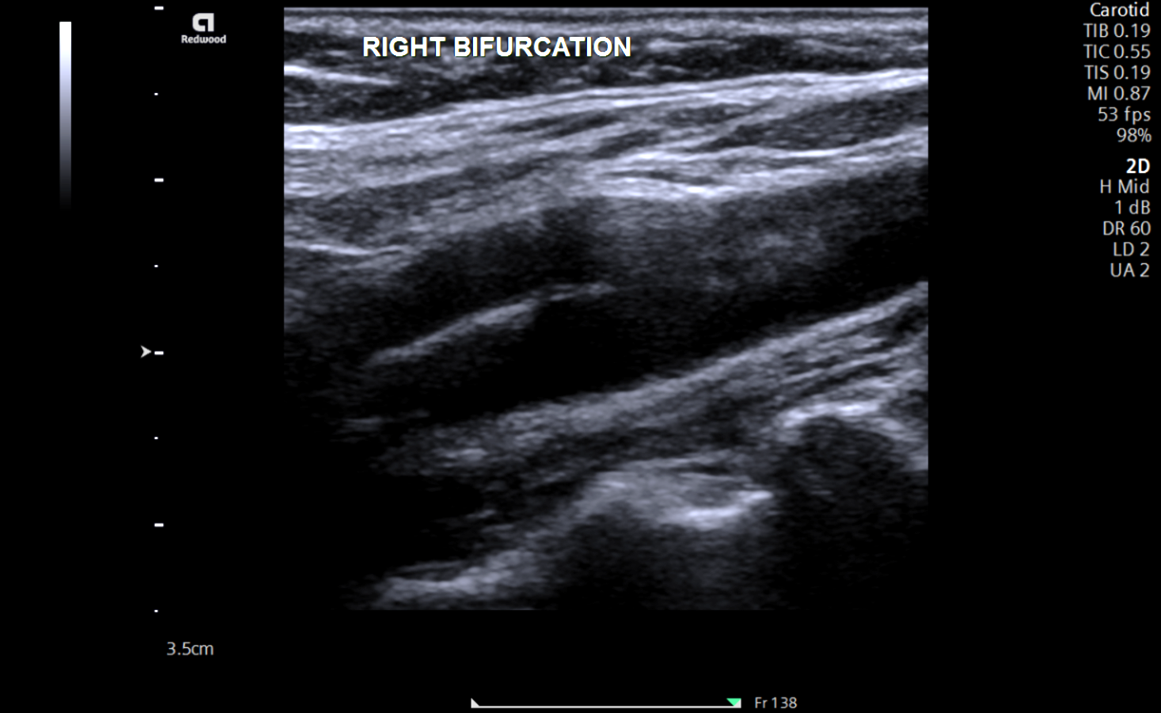 Redwood
RIGHT BIFURCATION
Carotid
TIB 0.19
TIC 0.55
TIS 0.19
MI 0.87
53 fps
98%
2D
H Mid
1 dB
DR 60
LD 2
UA 2
3.5cm
Fr 138